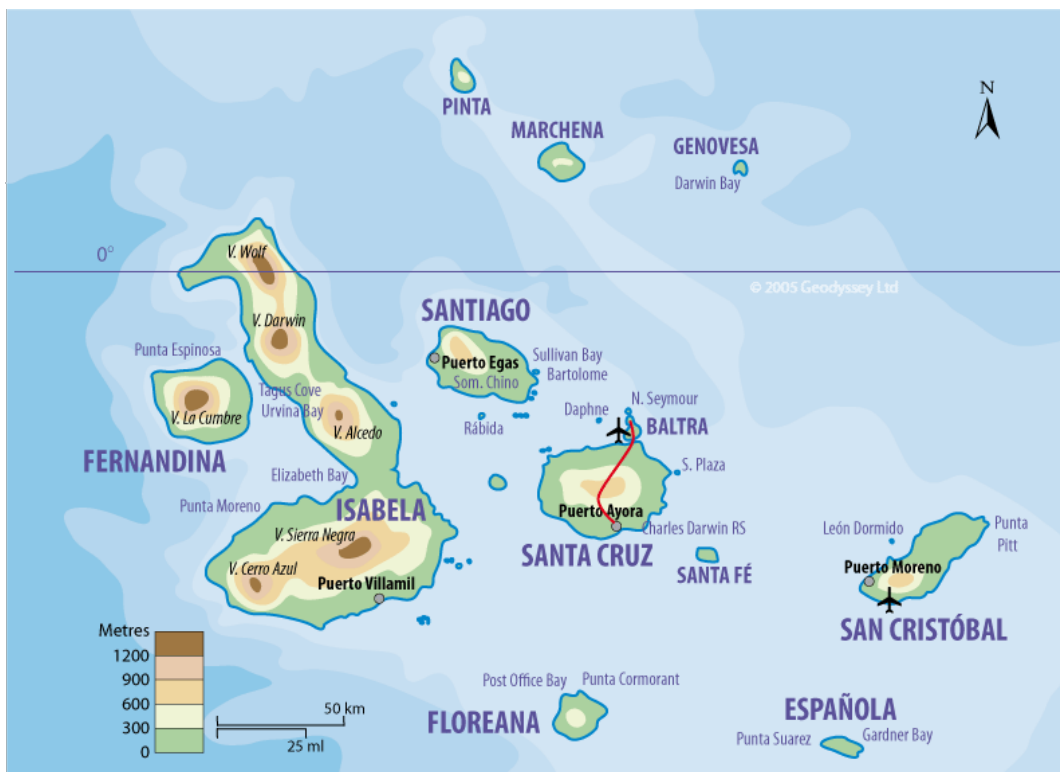 PINTA
N
MARCHENA
GENOVESA
Darwin Bay
V. Wolf
0°
© 2005 Geodyssey Ltd
SANTIAGO
V. Darwin
Punta Espinosa
Puerto Egas
Sullivan Bay
Bartolome
Som. Chino
Tagus Cove
Urvina Bay
V. La Cumbre
V. Alcedo
Rábida
Daphne
N. Seymour
BALTRA
FERNANDINA
Elizabeth Bay
S. Plaza
Punta Moreno
ISABELA
Puerto Ayora
Charles Darwin RS
V. Sierra Negra
SANTA CRUZ
León Dormido
Punta
Pitt
V. Cerro Azul
Puerto Villamil
SANTA FÉ
Puerto Moreno
SAN CRISTÓBAL
Metres
1200
900
600
300
0
50 km
25 ml
Post Office Bay
Punta Cormorant
FLOREANA
ESPAÑOLA
Punta Suarez
Gardner Bay